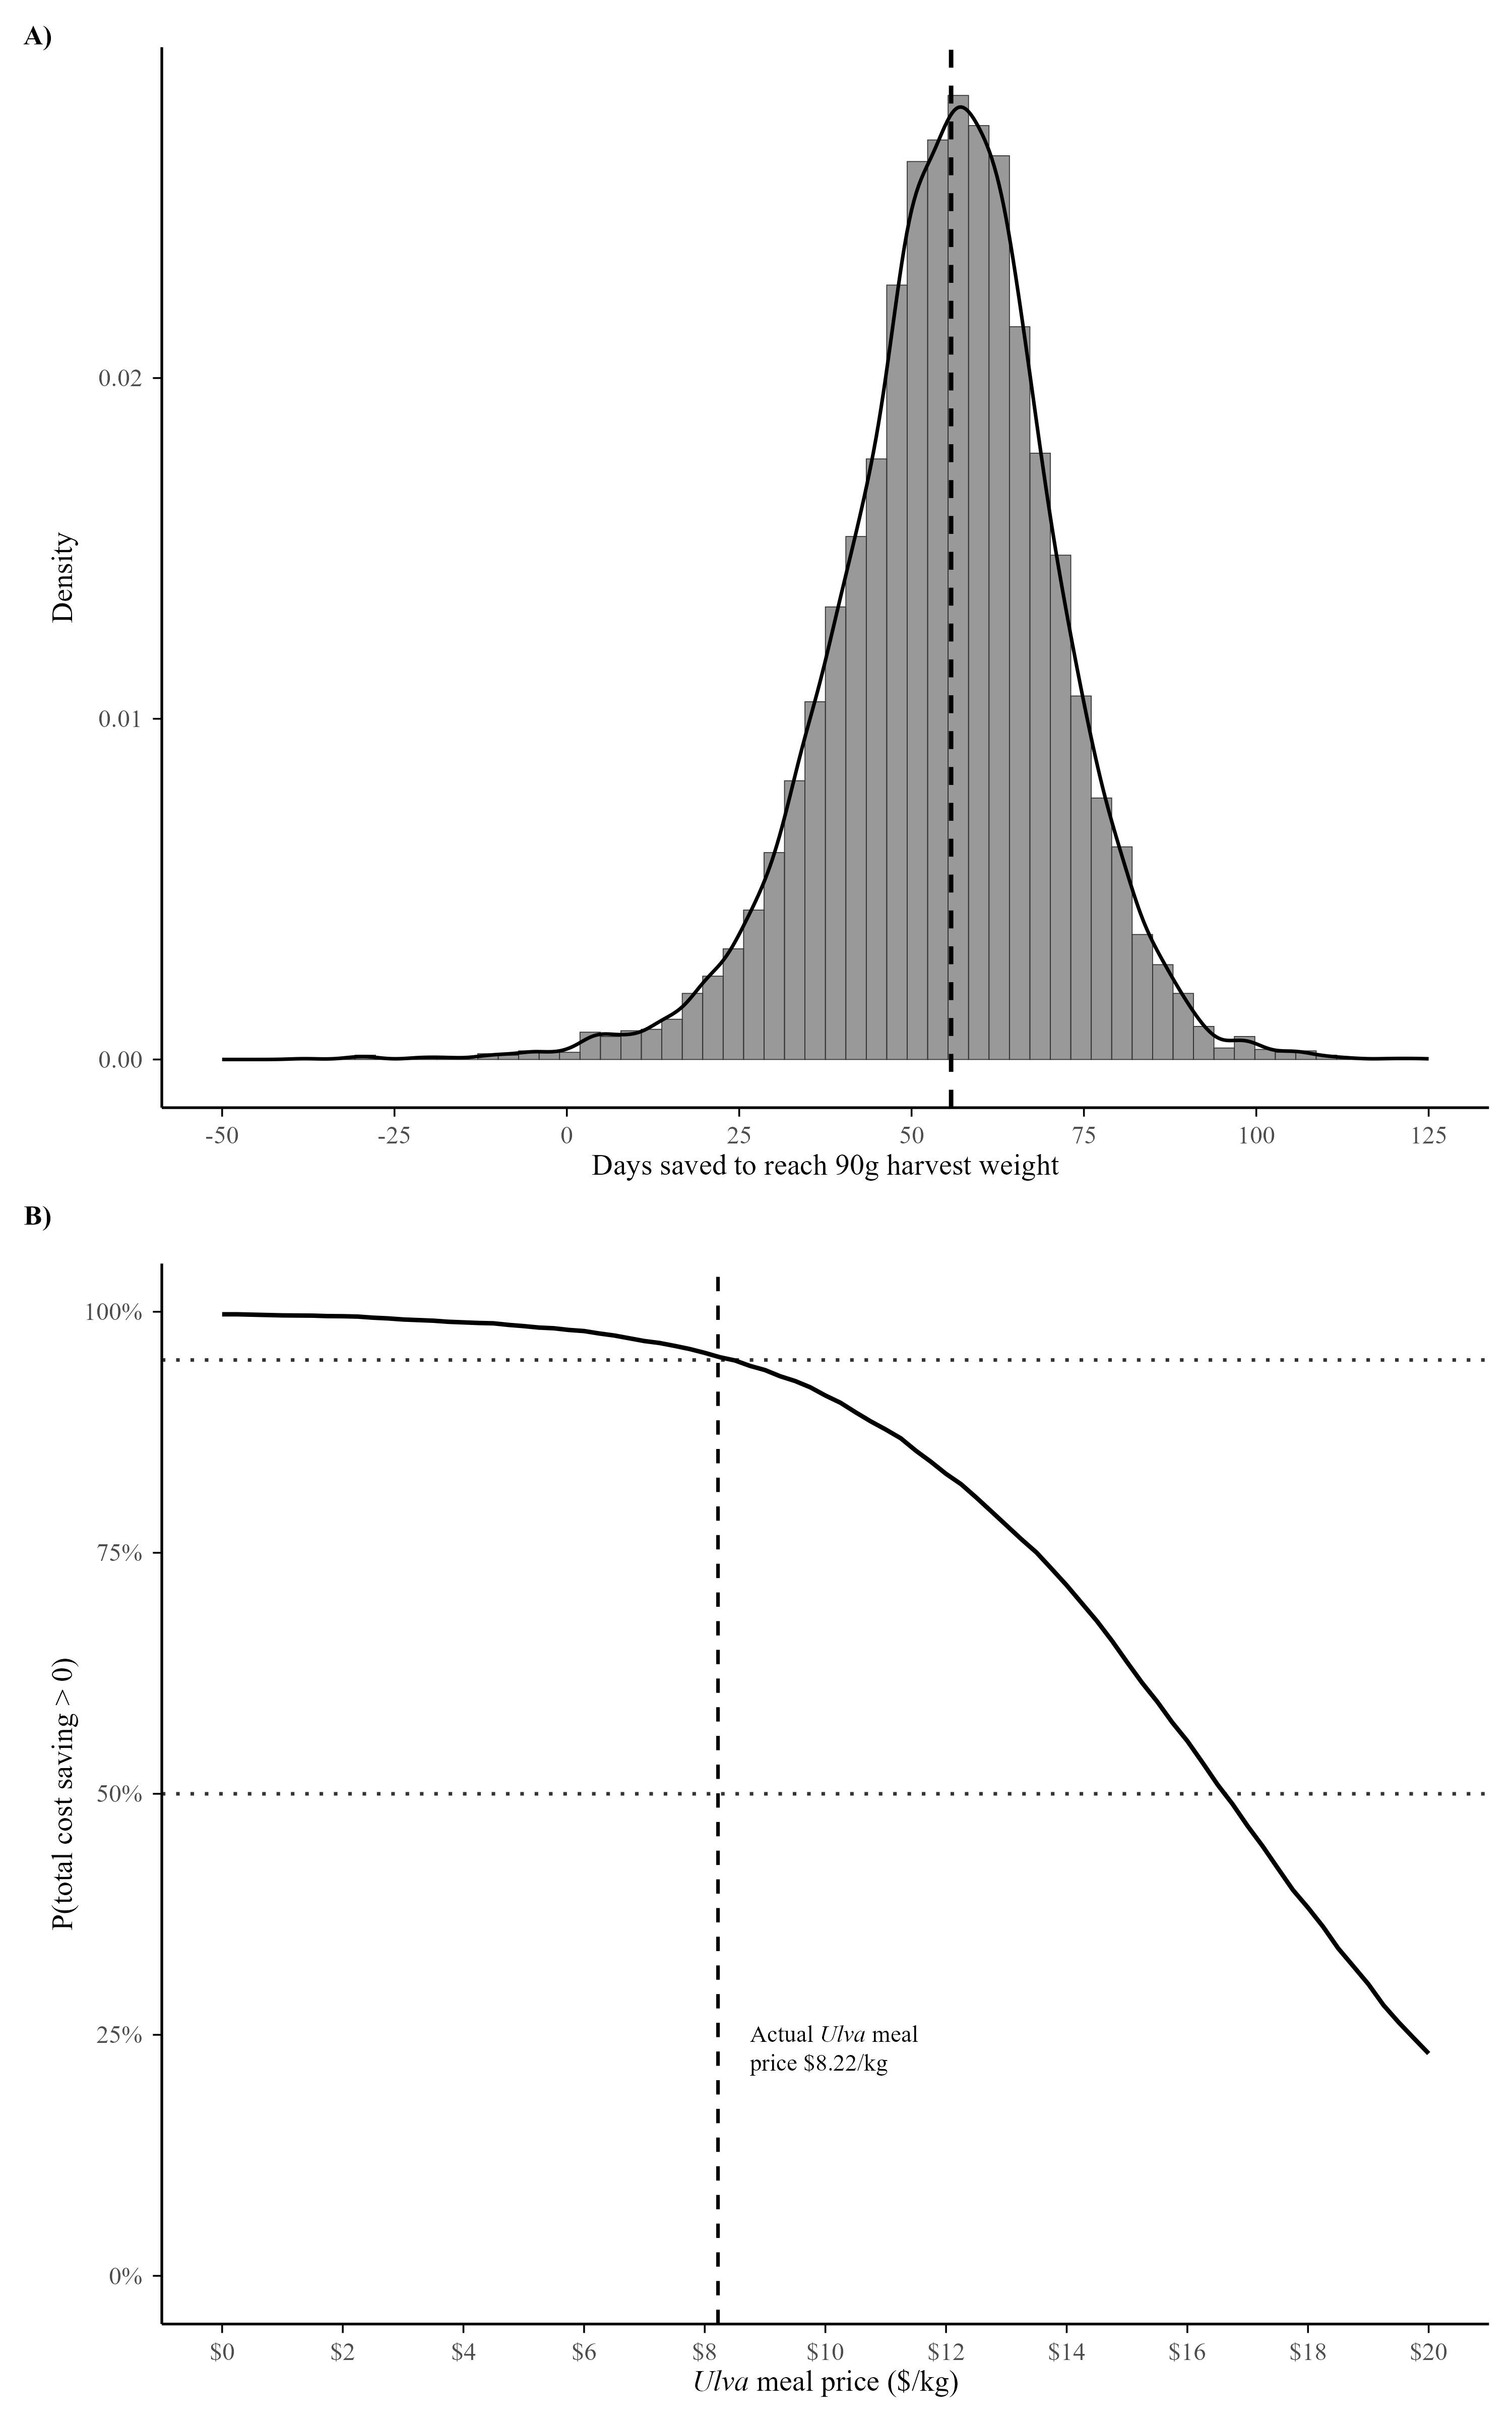 A)
Density
0.02
0.01
0.00
-50 -25 0 25 50 75 100 125
Days saved to reach 90g harvest weight
B)
P(total cost saving > 0)
100%
75%
50%
25%
0%
Actual Ulva meal
price $8.22/kg
$0 $2 $4 $6 $8 $10 $12 $14 $16 $18 $20
Ulva meal price ($/kg)